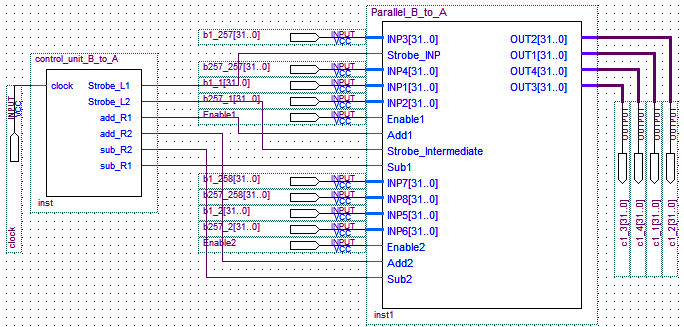 Parallel_B_to_A
b1_257[31..0] INPUT VCC INP3[31..0] OUT2[31..0]
control_unit_B_to_A Strobe_INP OUT1[31..0]
b257_257[31..0] INPUT VCC INP4[31..0] OUT4[31..0]
clock Strobe_L1 b1_1[31..0] INPUT VCC INP1[31..0] OUT3[31..0]
Strobe_L2 b257_1[31..0] INPUT VCC INP2[31..0]
add_R1 Enable1 INPUT VCC Enable1
add_R2 Add1
sub_R2 Strobe_Intermediate
sub_R1 Sub1
b1_258[31..0] INPUT VCC INP7[31..0]
b257_258[31..0] INPUT VCC INP8[31..0]
inst b1_2[31..0] INPUT VCC INP5[31..0]
b257_2[31..0] INPUT VCC INP6[31..0]
Enable2 INPUT VCC Enable2
Add2
Sub2
inst1
INPUT VCC
clock
OUTPUT OUTPUT OUTPUT OUTPUT
c1_3[31..0] c1_4[31..0] c1_1[31..0] c1_2[31..0]